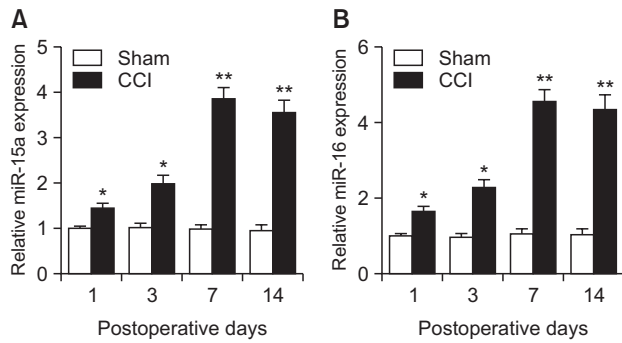 A
Relative miR-15a expression
5
4
3
2
1
0
Sham
CCI
*
*
**
**
1 3 7 14
Postoperative days
B
Relative miR-16 expression
6
4
2
0
Sham
CCI
*
*
**
**
1 3 7 14
Postoperative days